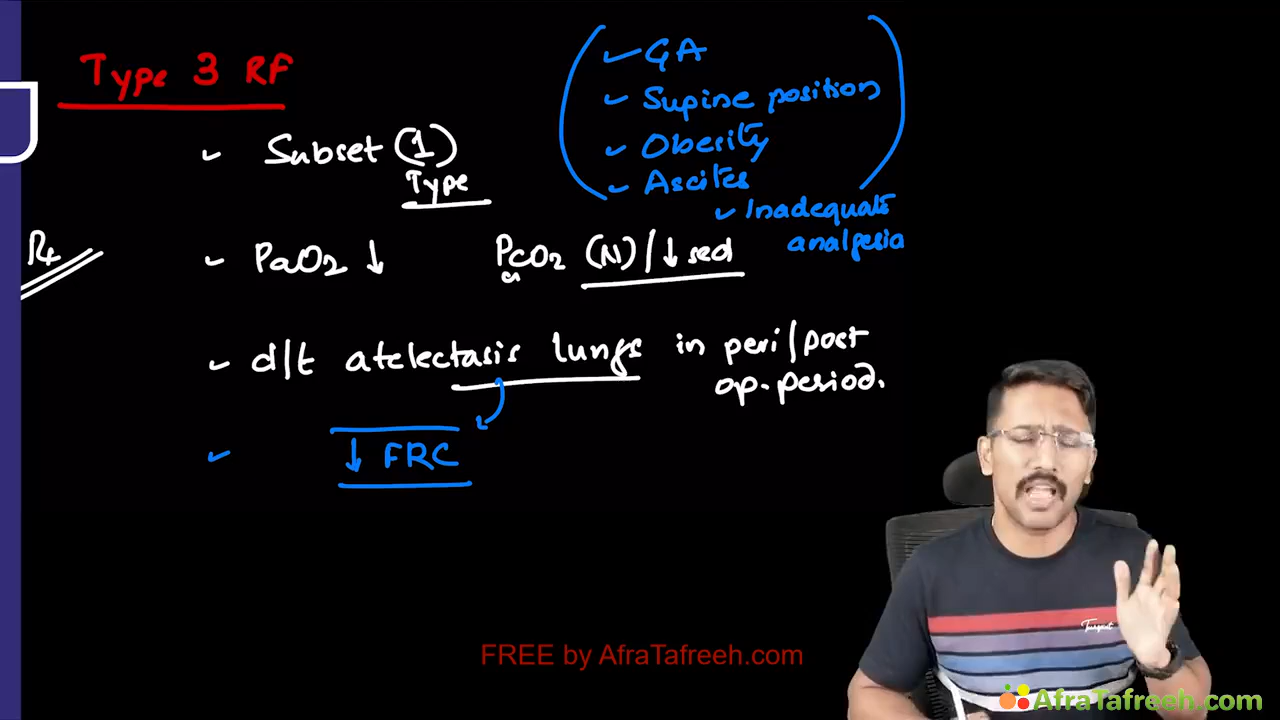 Type 3 RF
✓ GA
✓ Supine position
✓ Obesity
✓ Ascites
✓ Inadequate
analgesia
✓ Subset (1)
Type
Rx
✓ PaO2 ↓ PaCO2 (N)/↓sed
✓ d/t atelectasis lungs in peri/post
op. period.
✓ ↓ FRC
FREE by AfraTafreeh.com
AfraTafreeh.com